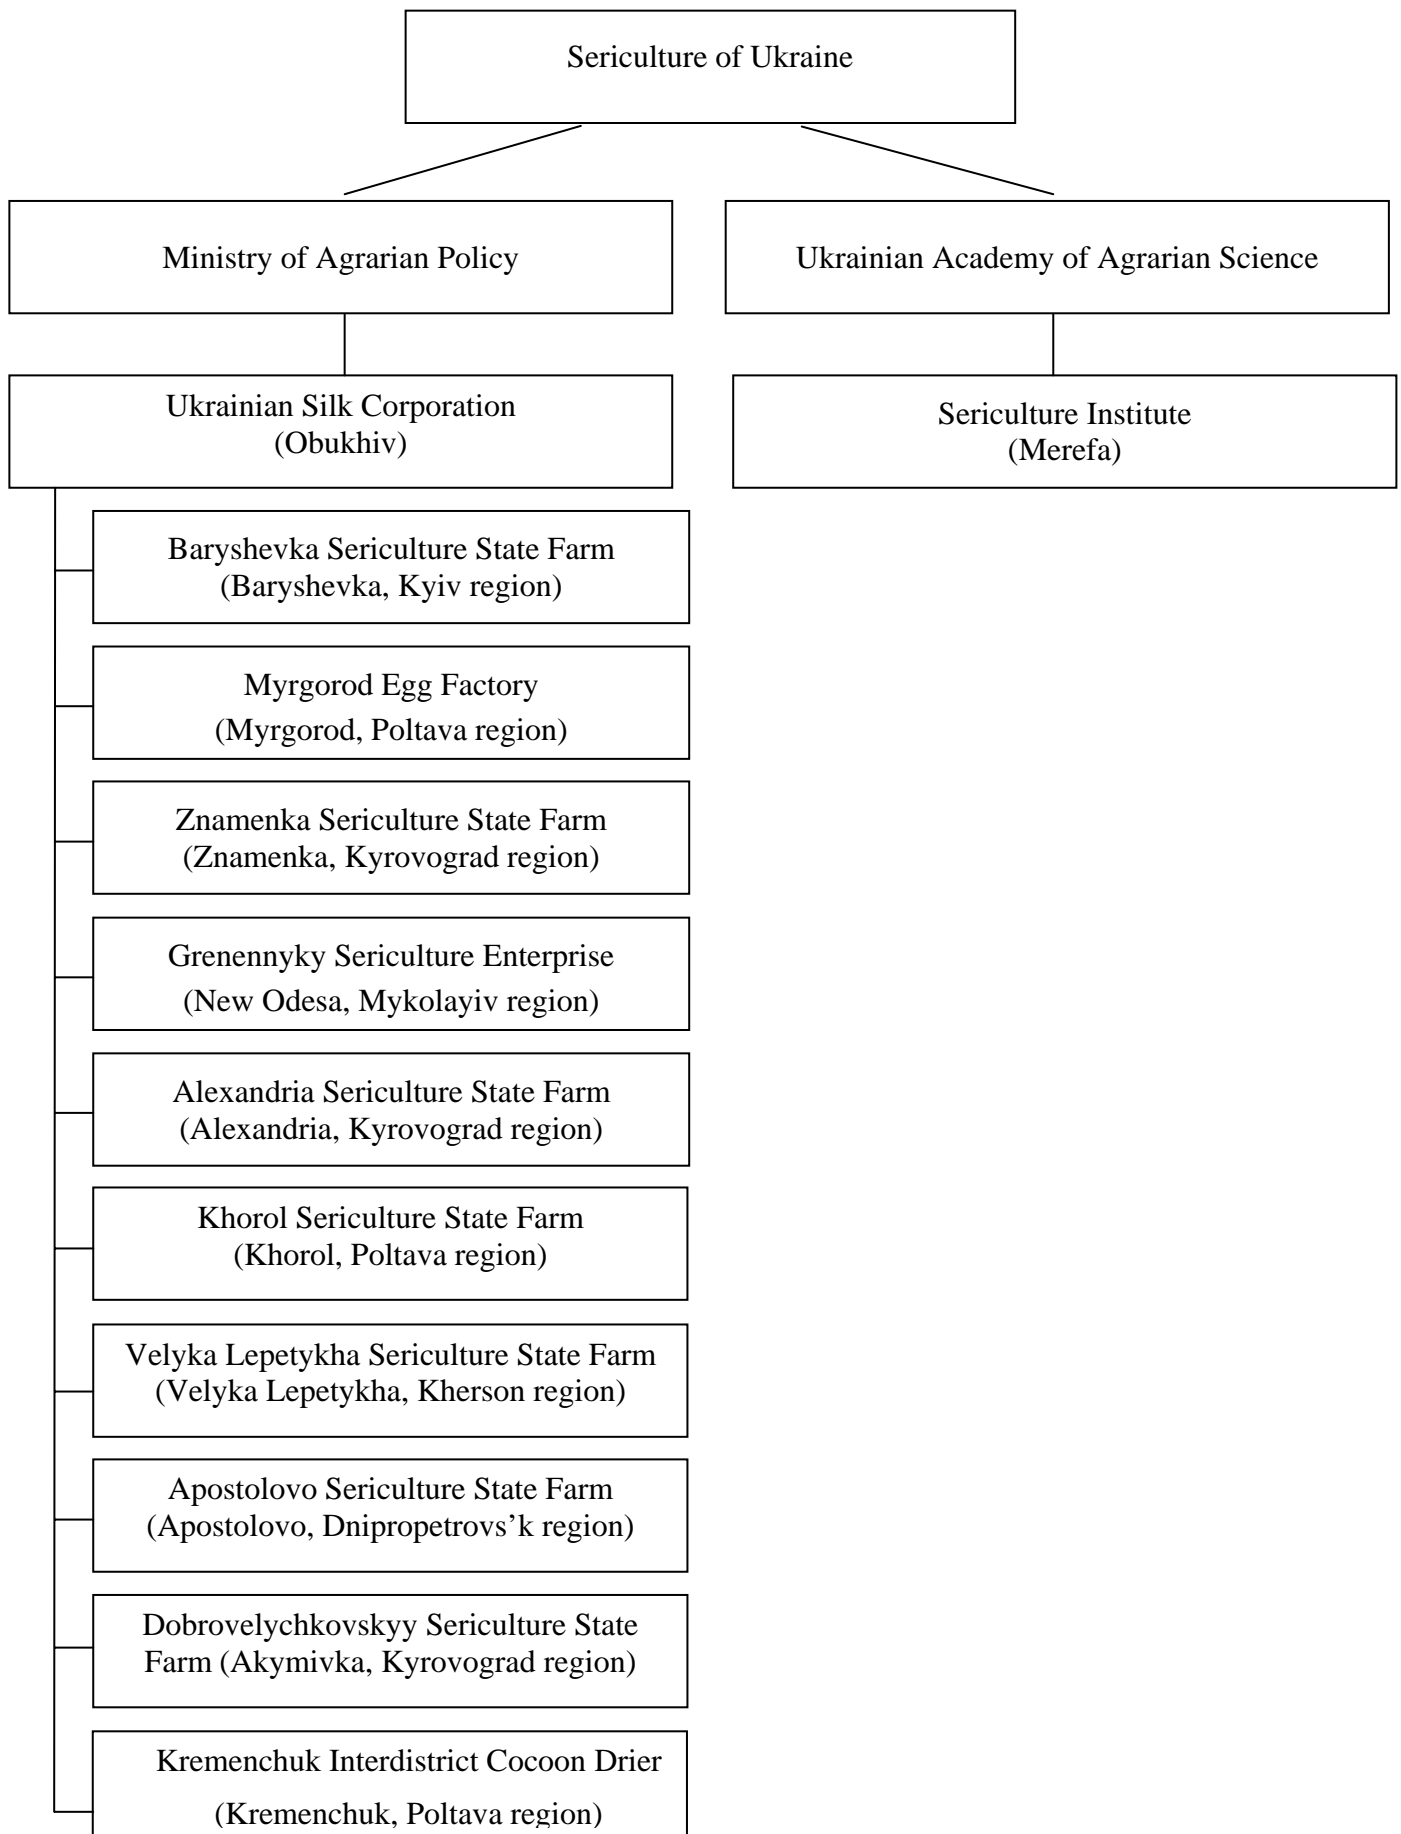 Sericulture of Ukraine
Ministry of Agrarian Policy
Ukrainian Academy of Agrarian Science
Ukrainian Silk Corporation
(Obukhiv)
Sericulture Institute
(Merefa)
Baryshevka Sericulture State Farm
(Baryshevka, Kyiv region)
Myrgorod Egg Factory
(Myrgorod, Poltava region)
Znamenka Sericulture State Farm
(Znamenka, Kyrovograd region)
Grenennyky Sericulture Enterprise
(New Odesa, Mykolayiv region)
Alexandria Sericulture State Farm
(Alexandria, Kyrovograd region)
Khorol Sericulture State Farm
(Khorol, Poltava region)
Velyka Lepetykha Sericulture State Farm
(Velyka Lepetykha, Kherson region)
Apostolovo Sericulture State Farm
(Apostolovo, Dnipropetrovs’k region)
Dobrovelychkovskyy Sericulture State
Farm (Akymivka, Kyrovograd region)
Kremenchuk Interdistrict Cocoon Drier
(Kremenchuk, Poltava region)